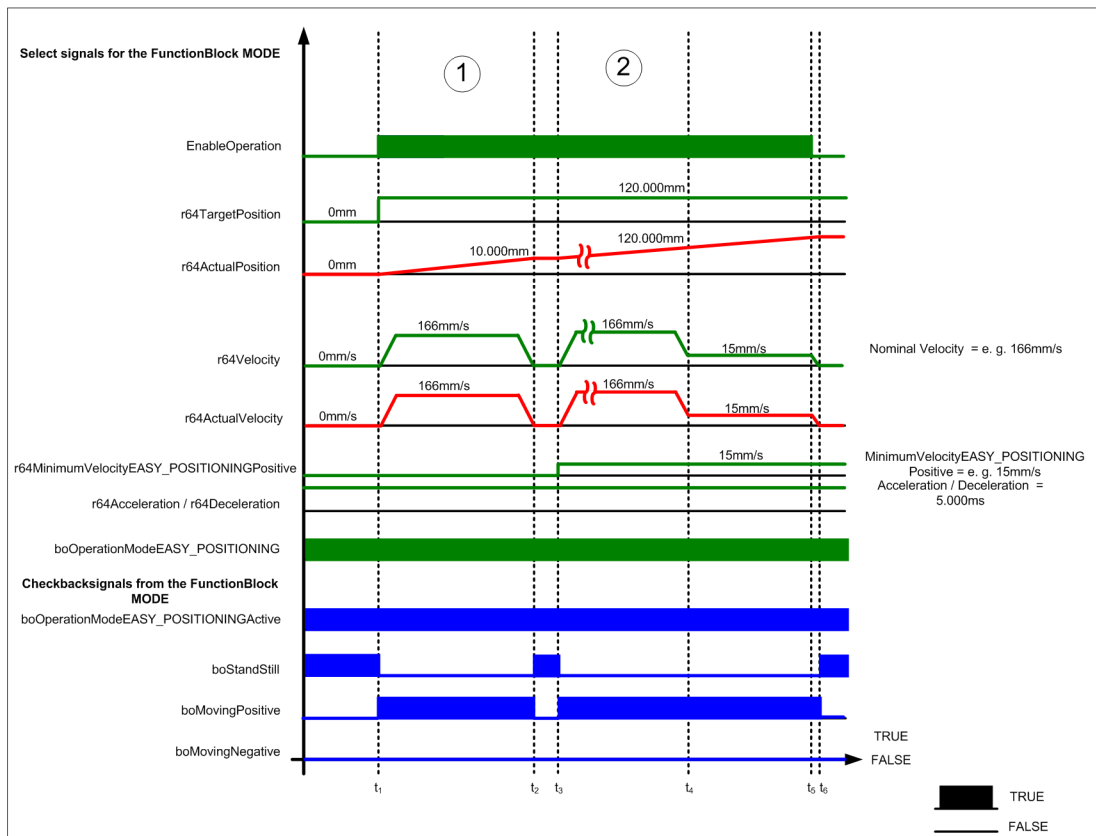 Select signals for the FunctionBlock MODE
1
2
EnableOperation
r64TargetPosition
0mm
120.000mm
r64ActualPosition
0mm
10.000mm
120.000mm
r64Velocity
0mm/s
166mm/s
166mm/s
15mm/s
Nominal Velocity = e. g. 166mm/s
r64ActualVelocity
0mm/s
166mm/s
166mm/s
15mm/s
r64MinimumVelocityEASY_POSITIONINGPositive
15mm/s
MinimumVelocityEASY_POSITIONING
Positive = e. g. 15mm/s
Acceleration / Deceleration =
5.000ms
r64Acceleration / r64Deceleration
boOperationModeEASY_POSITIONING
Checkbacksignals from the FunctionBlock
MODE
boOperationModeEASY_POSITIONINGActive
boStandStill
boMovingPositive
boMovingNegative
TRUE
FALSE
t1
t2
t3
t4
t5
t6
TRUE
FALSE